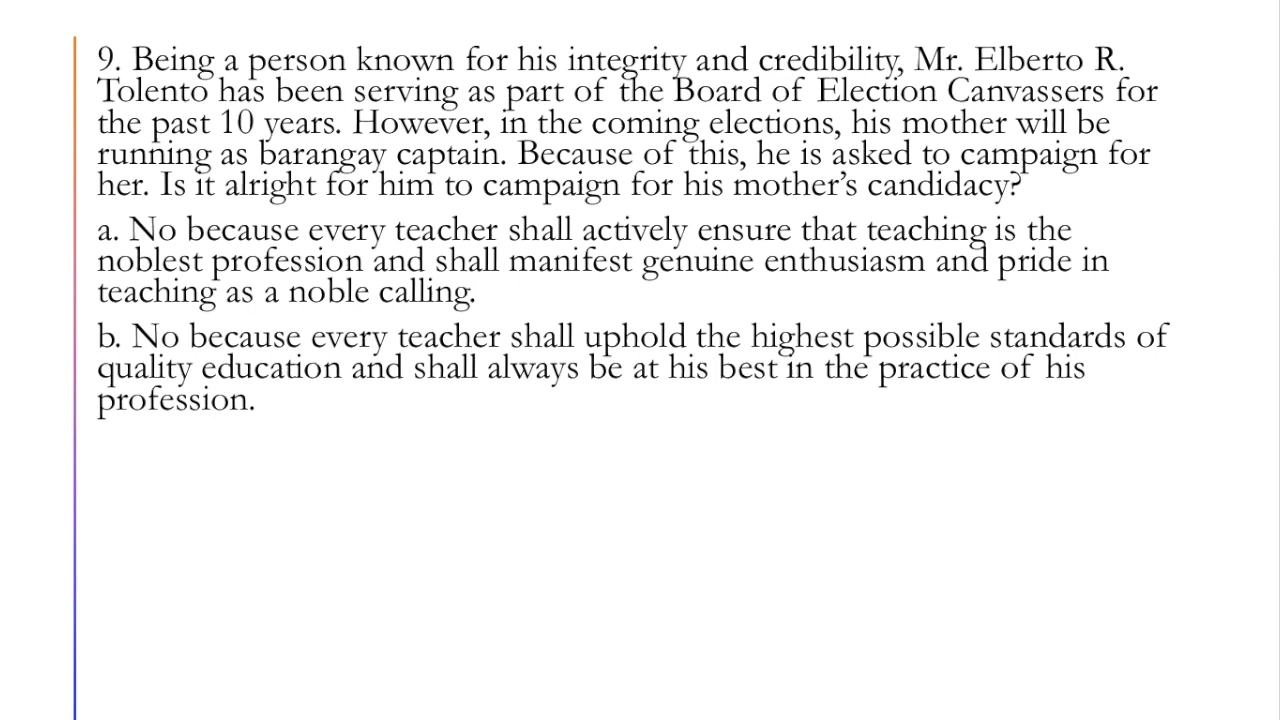 9. Being a person known for his integrity and credibility, Mr. Elberto R.
Tolento has been serving as part of the Board of Election Canvassers for
the past 10 years. However, in the coming elections, his mother will be
running as barangay captain. Because of this, he is asked to campaign for
her. Is it alright for him to campaign for his mother's candidacy?
a. No because every teacher shall actively ensure that teaching is the
noblest profession and shall manifest genuine enthusiasm and pride in
teaching as a noble calling.
b. No because every teacher shall uphold the highest possible standards of
quality education and shall always be at his best in the practice of his
profession.